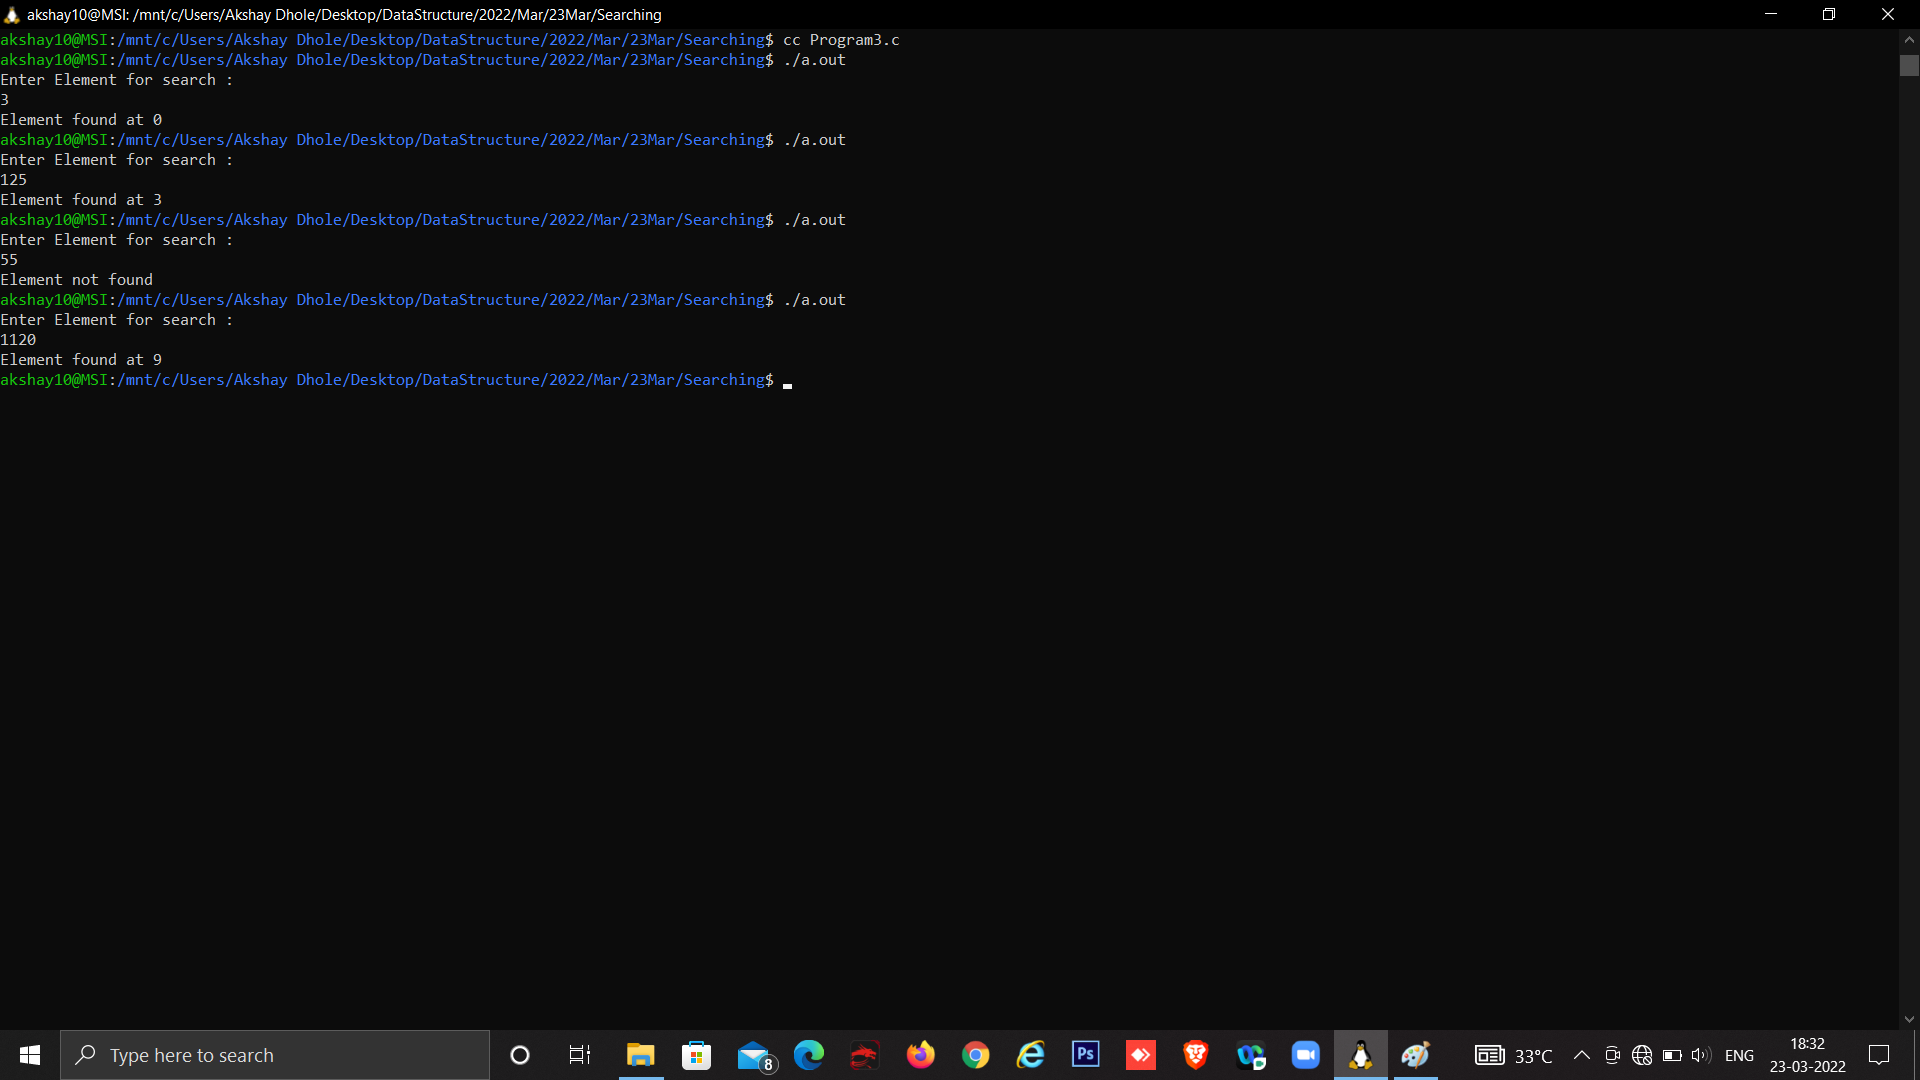 akshay10@MSI: /mnt/c/Users/Akshay Dhole/Desktop/DataStructure/2022/Mar/23Mar/Searching
akshay10@MSI:/mnt/c/Users/Akshay Dhole/Desktop/DataStructure/2022/Mar/23Mar/Searching$ cc Program3.c
akshay10@MSI:/mnt/c/Users/Akshay Dhole/Desktop/DataStructure/2022/Mar/23Mar/Searching$ ./a.out
Enter Element for search :
3
Element found at 0
akshay10@MSI:/mnt/c/Users/Akshay Dhole/Desktop/DataStructure/2022/Mar/23Mar/Searching$ ./a.out
Enter Element for search :
125
Element found at 3
akshay10@MSI:/mnt/c/Users/Akshay Dhole/Desktop/DataStructure/2022/Mar/23Mar/Searching$ ./a.out
Enter Element for search :
55
Element not found
akshay10@MSI:/mnt/c/Users/Akshay Dhole/Desktop/DataStructure/2022/Mar/23Mar/Searching$ ./a.out
Enter Element for search :
1120
Element found at 9
akshay10@MSI:/mnt/c/Users/Akshay Dhole/Desktop/DataStructure/2022/Mar/23Mar/Searching$
Type here to search
8
Ps
33°C
ENG
18:32
23-03-2022